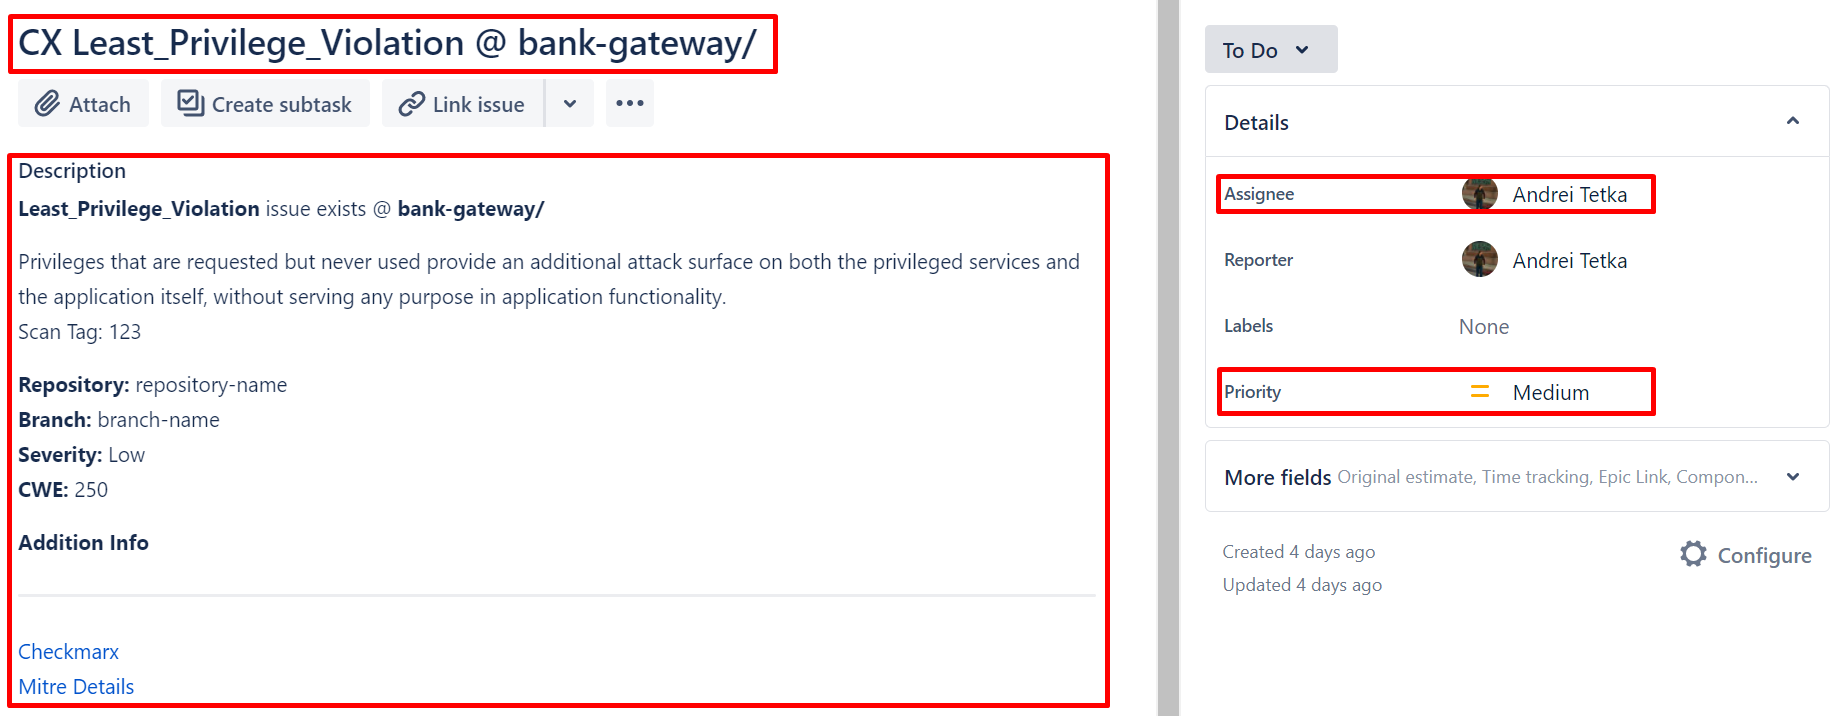 CX Least_Privilege_Violation @ bank-gateway/
Attach
Create subtask
Link issue
Description
Least_Privilege_Violation issue exists @ bank-gateway/
Privileges that are requested but never used provide an additional attack surface on both the privileged services and
the application itself, without serving any purpose in application functionality.
Scan Tag: 123
Repository: repository-name
Branch: branch-name
Severity: Low
CWE: 250
Addition Info
Checkmarx
Mitre Details
To Do
Details
Assignee Andrei Tetka
Reporter Andrei Tetka
Labels None
Priority Medium
More fields Original estimate, Time tracking, Epic Link, Compon...
Created 4 days ago
Configure
Updated 4 days ago